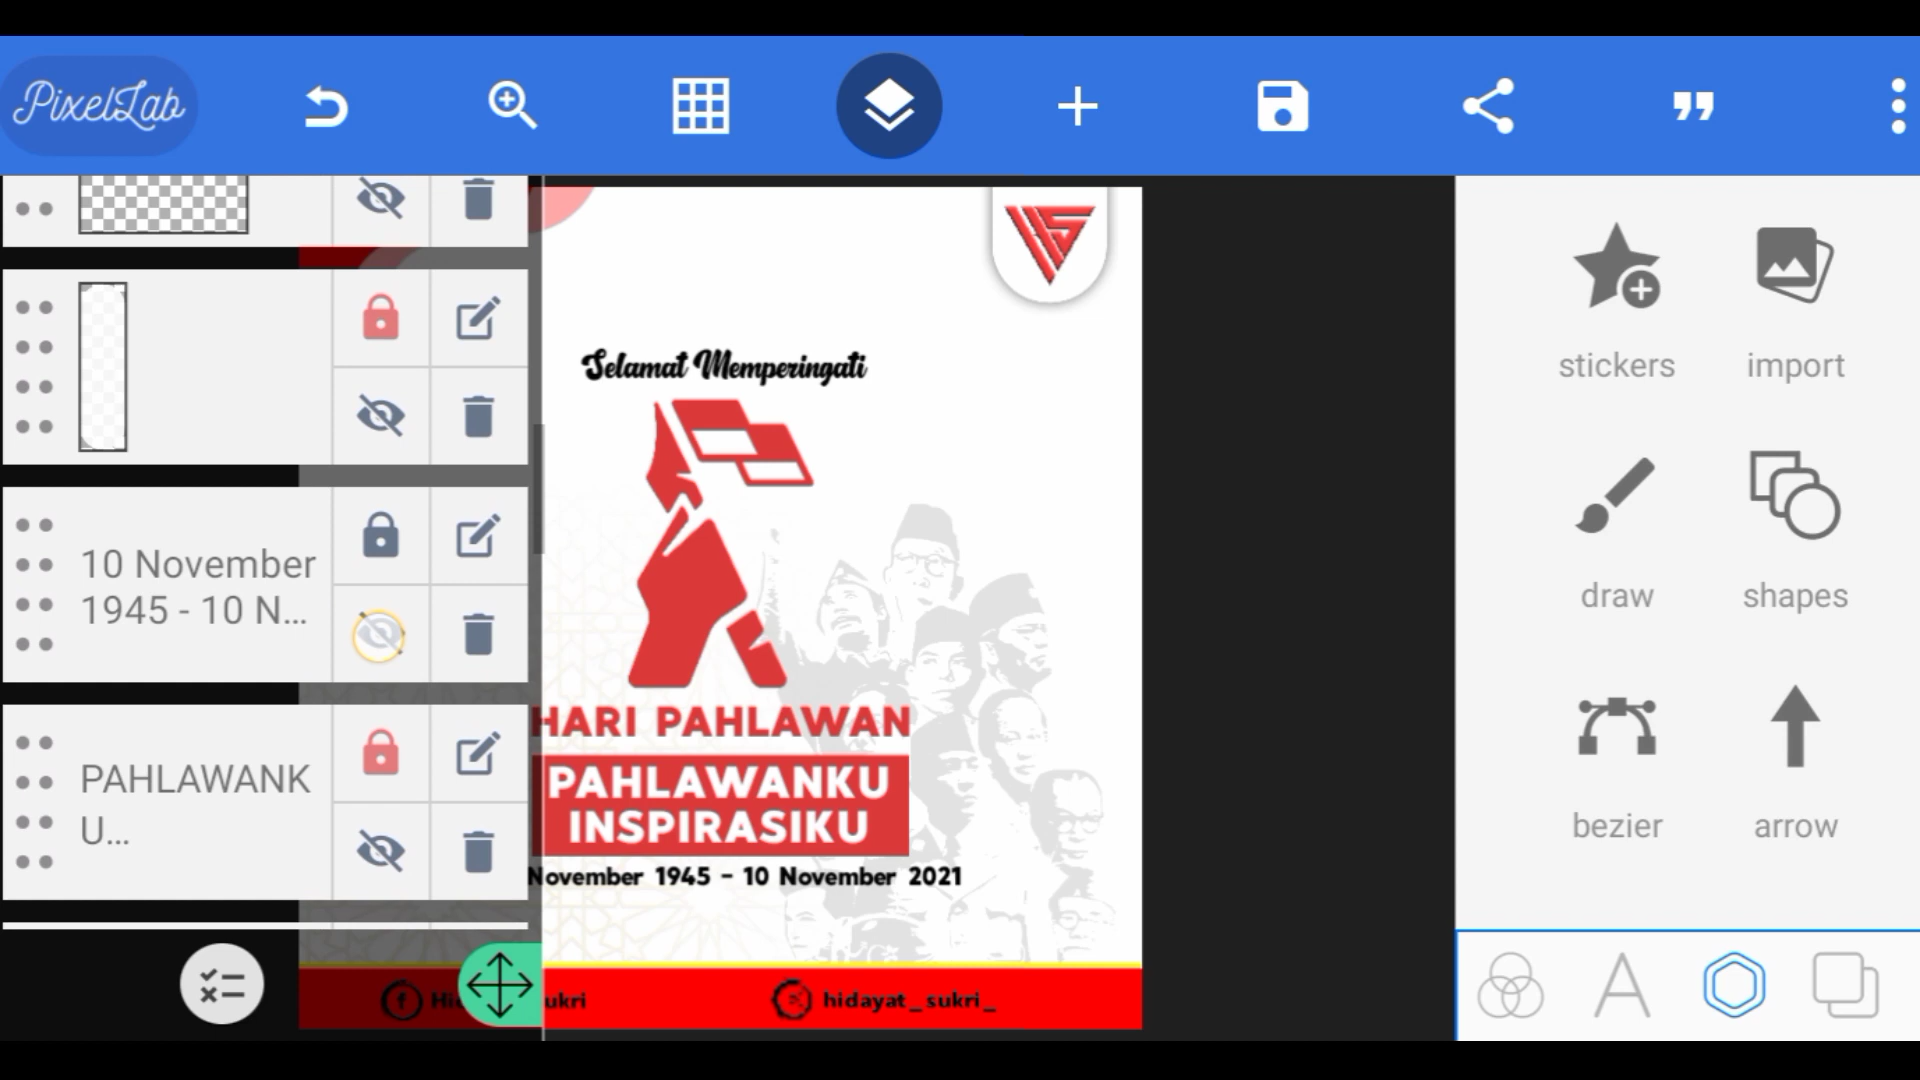 PixelLab
10 November
1945 - 10 N...
PAHLAWANK
U...
Selamat Memperingati
HARI PAHLAWAN
PAHLAWANKU
INSPIRASIKU
November 1945 - 10 November 2021
Hi
ukri
hidayat_sukri_
stickers
import
draw
shapes
bezier
arrow